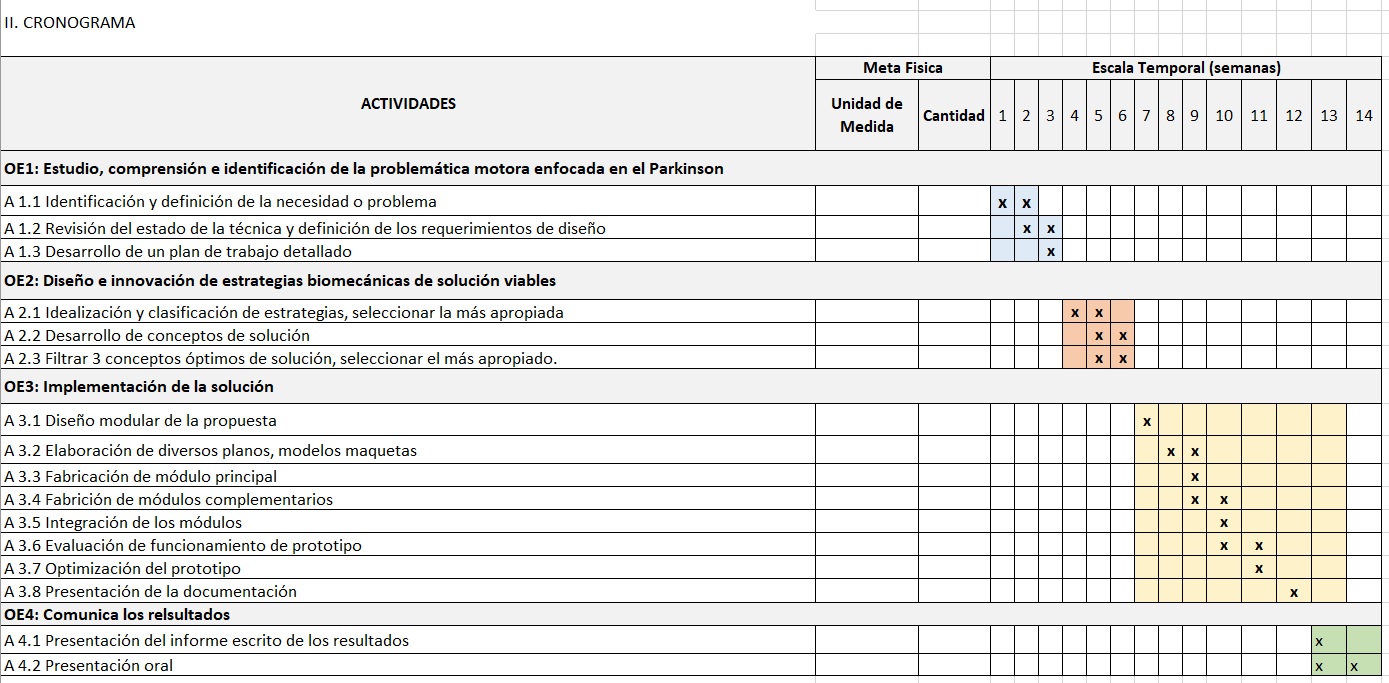 II. CRONOGRAMA
ACTIVIDADES
Meta Fisica
Escala Temporal (semanas)
Unidad de
Medida
Cantidad
1 2 3 4 5 6 7 8 9 10 11 12 13 14
OE1: Estudio, comprensión e identificación de la problemática motora enfocada en el Parkinson
A 1.1 Identificación y definición de la necesidad o problema x x
A 1.2 Revisión del estado de la técnica y definición de los requerimientos de diseño x x
A 1.3 Desarrollo de un plan de trabajo detallado x
OE2: Diseño e innovación de estrategias biomecánicas de solución viables
A 2.1 Idealización y clasificación de estrategias, seleccionar la más apropiada x x
A 2.2 Desarrollo de conceptos de solución x x
A 2.3 Filtrar 3 conceptos óptimos de solución, seleccionar el más apropiado. x x
OE3: Implementación de la solución
A 3.1 Diseño modular de la propuesta x
A 3.2 Elaboración de diversos planos, modelos maquetas x x
A 3.3 Fabricación de módulo principal x
A 3.4 Fabrición de módulos complementarios x x
A 3.5 Integración de los módulos x
A 3.6 Evaluación de funcionamiento de prototipo x x
A 3.7 Optimización del prototipo x
A 3.8 Presentación de la documentación x
OE4: Comunica los relsultados
A 4.1 Presentación del informe escrito de los resultados x
A 4.2 Presentación oral x x